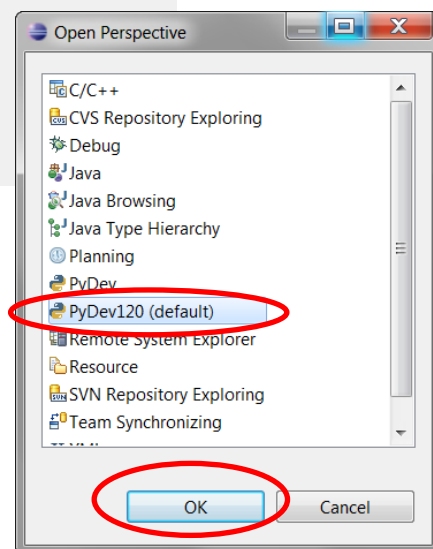 Open Perspective
C/C++
CVS Repository Exploring
Debug
Java
Java Browsing
Java Type Hierarchy
Planning
PyDev
PyDev120 (default)
Remote System Explorer
Resource
SVN Repository Exploring
Team Synchronizing
OK Cancel